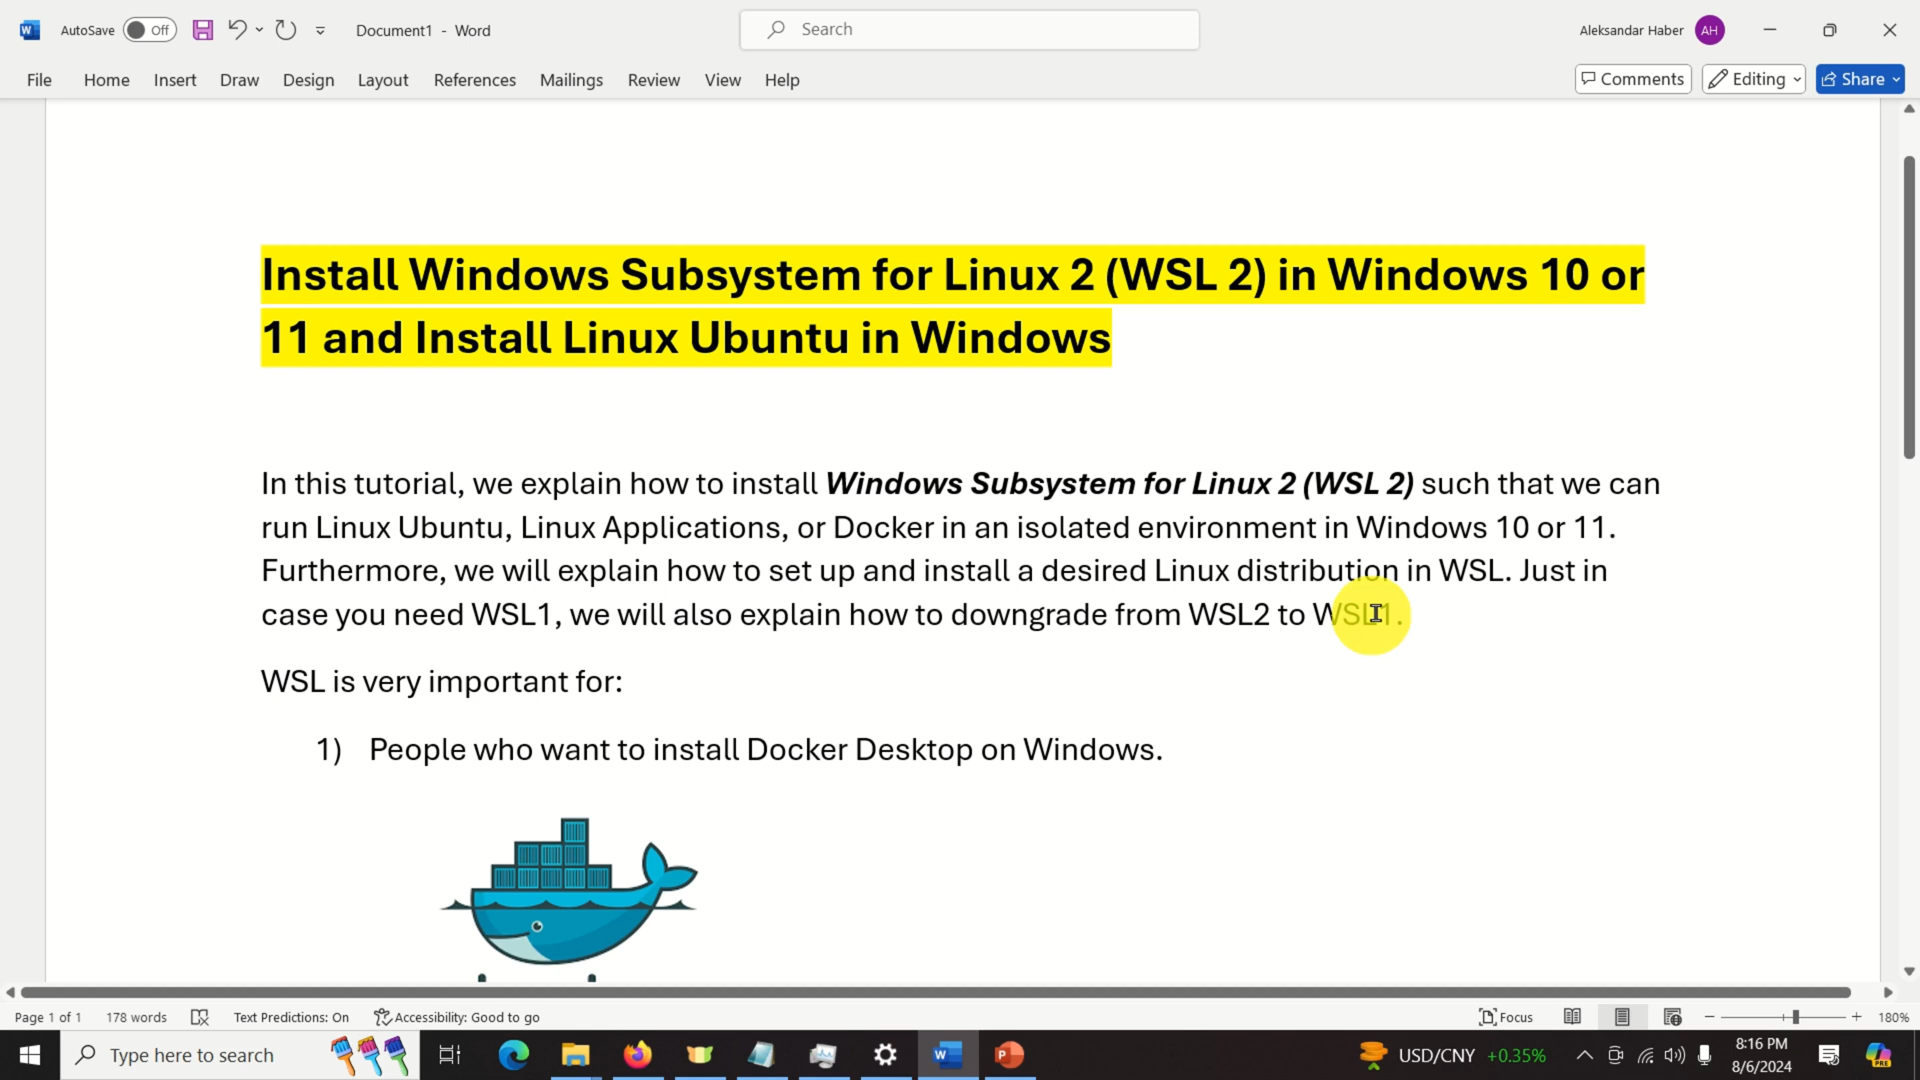 AutoSave Off Document1 - Word Search Aleksandar Haber AH
File Home Insert Draw Design Layout References Mailings Review View Help Comments Editing Share
Install Windows Subsystem for Linux 2 (WSL 2) in Windows 10 or
11 and Install Linux Ubuntu in Windows
In this tutorial, we explain how to install Windows Subsystem for Linux 2 (WSL 2) such that we can
run Linux Ubuntu, Linux Applications, or Docker in an isolated environment in Windows 10 or 11.
Furthermore, we will explain how to set up and install a desired Linux distribution in WSL. Just in
case you need WSL1, we will also explain how to downgrade from WSL2 to WSL1.
WSL is very important for:
1) People who want to install Docker Desktop on Windows.
Page 1 of 1 178 words Text Predictions: On Accessibility: Good to go Focus 180%
Type here to search USD/CNY +0.35% 8:16 PM
8/6/2024